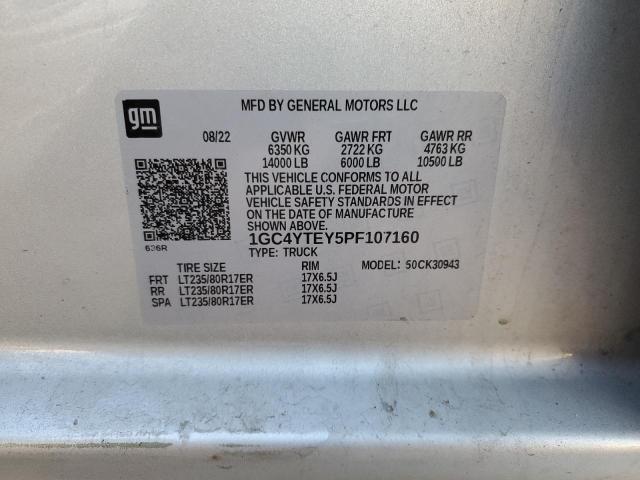 gm
MFD BY GENERAL MOTORS LLC
08/22 GVWR GAWR FRT GAWR RR
6350 KG 2722 KG 4763 KG
14000 LB 6000 LB 10500 LB
THIS VEHICLE CONFORMS TO ALL
APPLICABLE U.S. FEDERAL MOTOR
VEHICLE SAFETY STANDARDS IN EFFECT
ON THE DATE OF MANUFACTURE
SHOWN ABOVE.
1GC4YTEY5PF107160
636R
TYPE: TRUCK
TIRE SIZE RIM MODEL: 50CK30943
FRT LT235/80R17ER 17X6.5J
RR LT235/80R17ER 17X6.5J
SPA LT235/80R17ER 17X6.5J